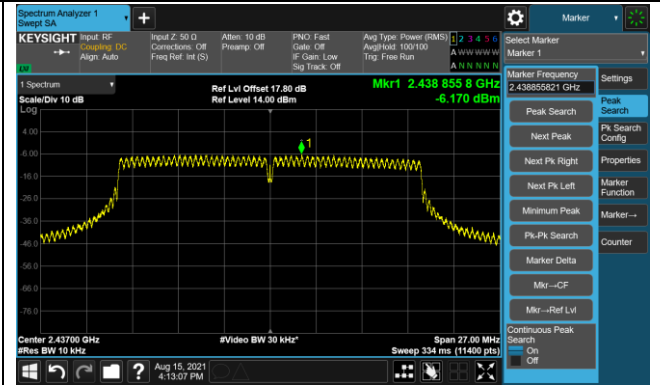 Spectrum Analyzer 1
Swept SA
Marker
KEYSIGHT
Input: RF
Coupling: DC
Align: Auto
Input Z: 50 Ω
Corrections: Off
Freq Ref: Int (S)
Atten: 10 dB
Preamp: Off
PNO: Fast
Gate: Off
IF Gain: Low
Sig Track: Off
Avg Type: Power (RMS)
Avg|Hold: 100/100
Trig: Free Run
1 2 3 4 5 6
A W W W W W
A N N N N N
Select Marker
Marker 1
1 Spectrum
Scale/Div 10 dB
Ref Lvl Offset 17.80 dB
Ref Level 14.00 dBm
Mkr1 2.438 855 8 GHz
-6.170 dBm
Log
4.00
-6.00
-16.0
-26.0
-36.0
-46.0
-56.0
-66.0
-76.0
1
Center 2.43700 GHz
#Res BW 10 kHz
#Video BW 30 kHz*
Span 27.00 MHz
Sweep 334 ms (11400 pts)
Marker Frequency
2.438855821 GHz
Peak Search
Next Peak
Next Pk Right
Next Pk Left
Minimum Peak
Pk-Pk Search
Marker Delta
Mkr→CF
Mkr→Ref Lvl
Continuous Peak
Search
On
Off
Settings
Peak
Search
Pk Search
Config
Properties
Marker
Function
Marker→
Counter
?
Aug 15, 2021
4:13:07 PM